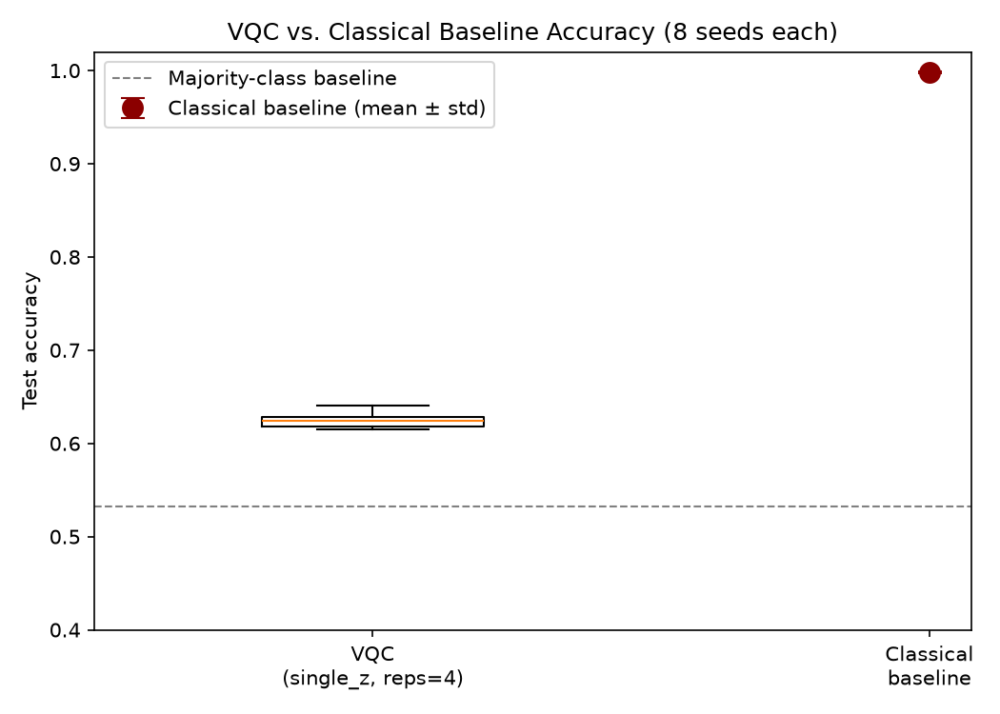 VQC vs. Classical Baseline Accuracy (8 seeds each)
Majority-class baseline
Classical baseline (mean ± std)
Test accuracy
1.0
0.9
0.8
0.7
0.6
0.5
0.4
VQC
(single_z, reps=4)
Classical
baseline